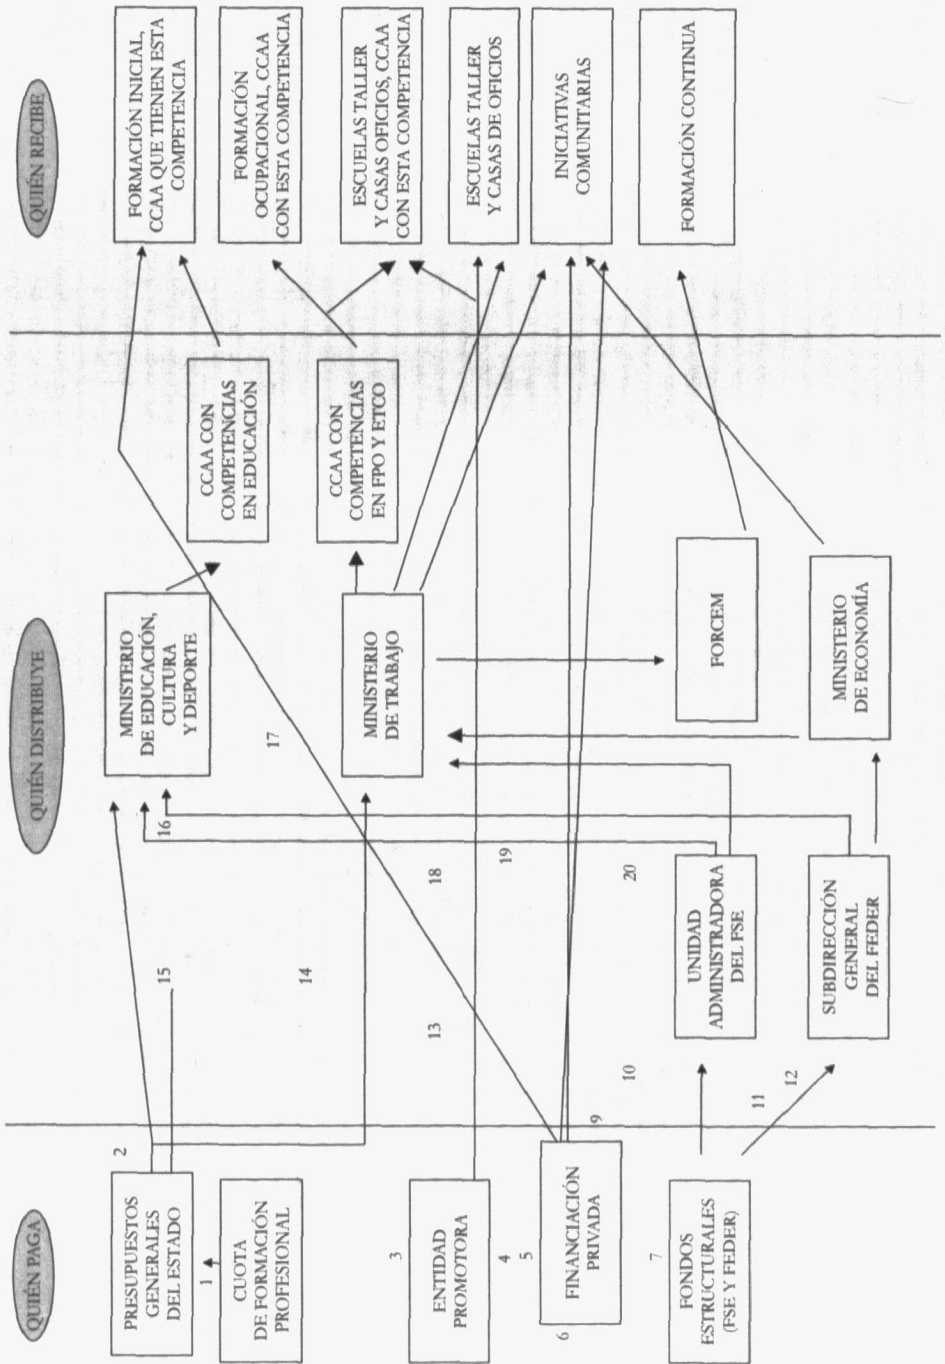 QUIÉN PAGA
PRESUPUESTOS
GENERALES
DEL ESTADO
CUOTA
DE FORMACIÓN
PROFESIONAL
ENTIDAD
PROMOTORA
FINANCIACIÓN
PRIVADA
FONDOS
ESTRUCTURALES
(FSE Y FEDER)
1
2
3
4
5
6
7
9
10
11
12
13
14
15
16
17
18
19
20
QUIÉN DISTRIBUYE
MINISTERIO
DE EDUCACIÓN,
CULTURA
Y DEPORTE
MINISTERIO
DE TRABAJO
UNIDAD
ADMINISTRADORA
DEL FSE
SUBDIRECCIÓN
GENERAL
DEL FEDER
FORCEM
MINISTERIO
DE ECONOMÍA
CCAA CON
COMPETENCIAS
EN EDUCACIÓN
CCAA CON
COMPETENCIAS
EN FPO Y ETCO
QUIÉN RECIBE
FORMACIÓN INICIAL,
CCAA QUE TIENEN ESTA
COMPETENCIA
FORMACIÓN
OCUPACIONAL, CCAA
CON ESTA COMPETENCIA
ESCUELAS TALLER
Y CASAS OFICIOS, CCAA
CON ESTA COMPETENCIA
ESCUELAS TALLER
Y CASAS DE OFICIOS
INICIATIVAS
COMUNITARIAS
FORMACIÓN CONTINUA